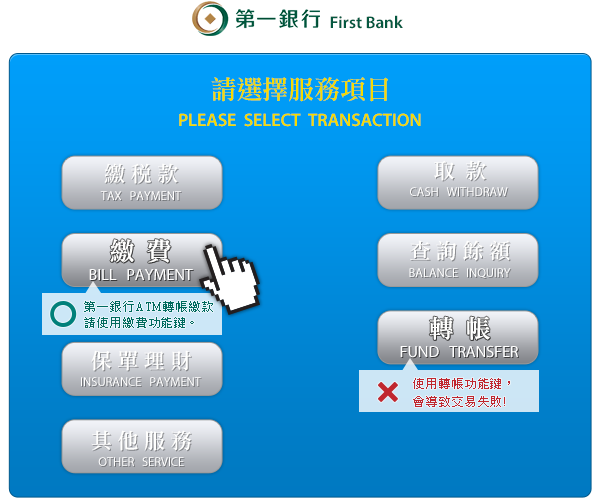 第一銀行 First Bank
請選擇服務項目
PLEASE SELECT TRANSACTION
繳稅款
TAX PAYMENT
取款
CASH WITHDRAW
繳費
BILL PAYMENT
查詢餘額
BALANCE INQUIRY
第一銀行ATM轉帳繳款
請使用繳費功能鍵。
轉帳
FUND TRANSFER
保單理財
INSURANCE PAYMENT
使用轉帳功能鍵，
會導致交易失敗!
其他服務
OTHER SERVICE